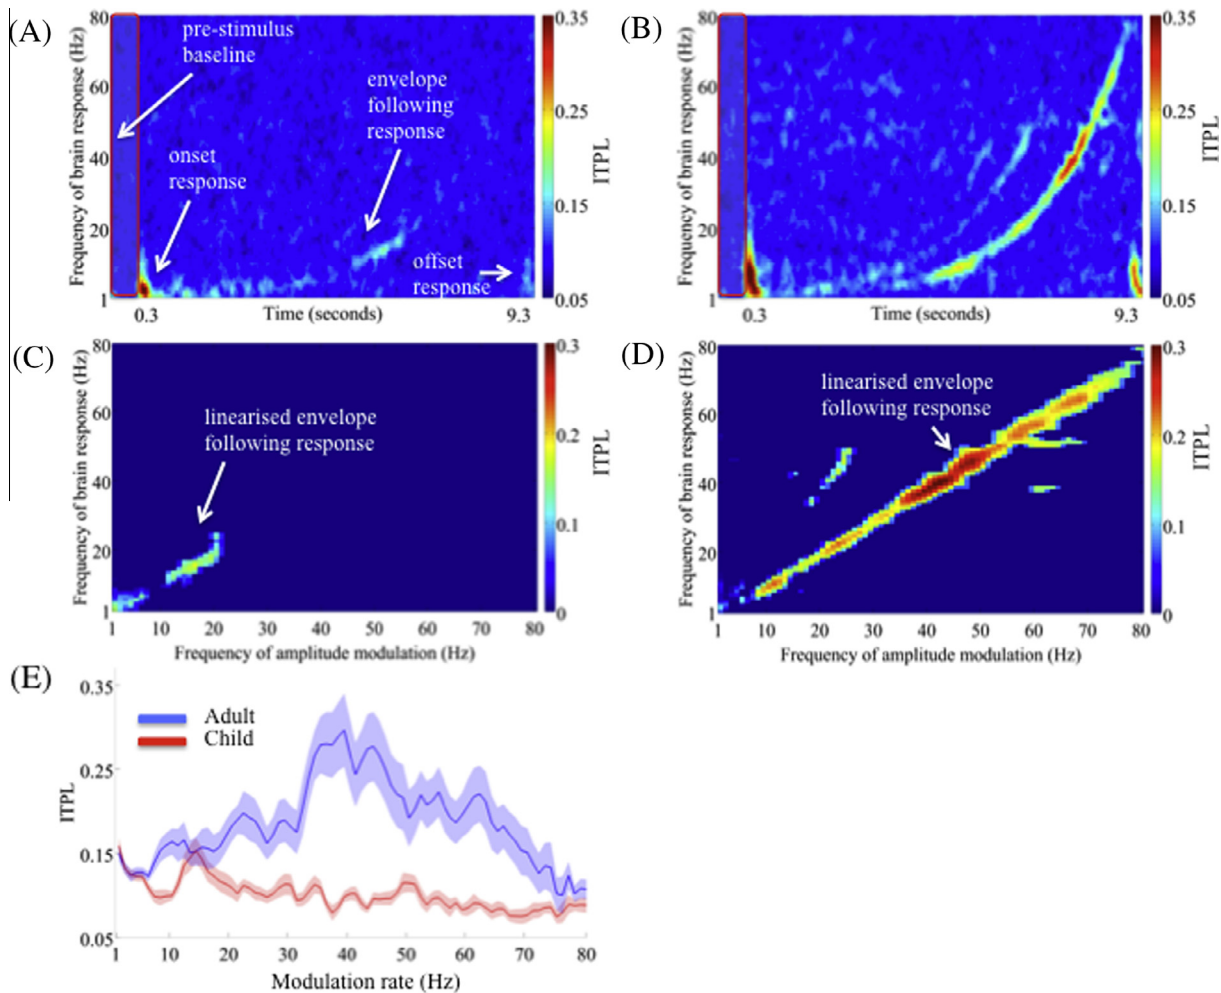 (A)
Frequency of brain response (Hz)
80
60
40
20
1
pre-stimulus
baseline
onset
response
envelope
following
response
offset
response
0.3
Time (seconds)
9.3
0.35
0.25
0.15
0.05
ITPL
(B)
Frequency of brain response (Hz)
80
60
40
20
1
0.3
Time (seconds)
9.3
0.35
0.25
0.15
0.05
ITPL
(C)
Frequency of brain response (Hz)
80
60
40
20
1
linearised envelope
following response
1 10 20 30 40 50 60 70 80
Frequency of amplitude modulation (Hz)
0.3
0.2
0.1
0
ITPL
(D)
Frequency of brain response (Hz)
80
60
40
20
1
linearised envelope
following response
1 10 20 30 40 50 60 70 80
Frequency of amplitude modulation (Hz)
0.3
0.2
0.1
0
ITPL
(E)
ITPL
0.35
0.25
0.15
0.05
Adult
Child
1 10 20 30 40 50 60 70 80
Modulation rate (Hz)